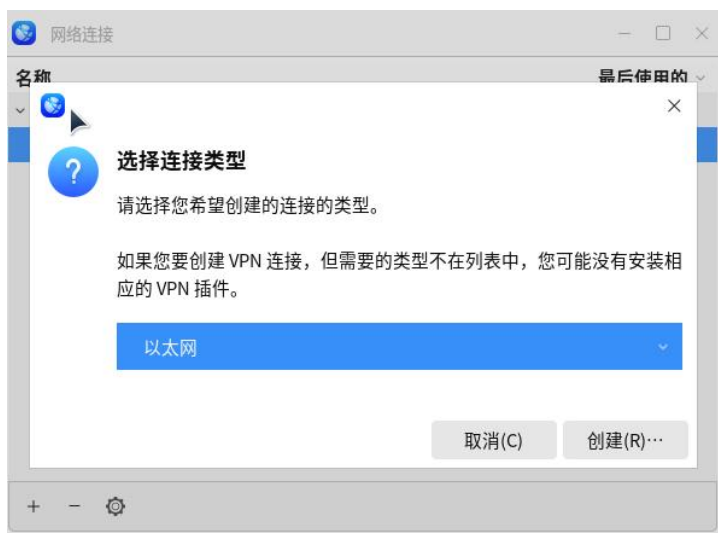 网络连接
名称 最后使用的
选择连接类型
请选择您希望创建的连接的类型。
如果您要创建 VPN 连接，但需要的类型不在列表中，您可能没有安装相
应的 VPN 插件。
以太网
取消(C) 创建(R)…